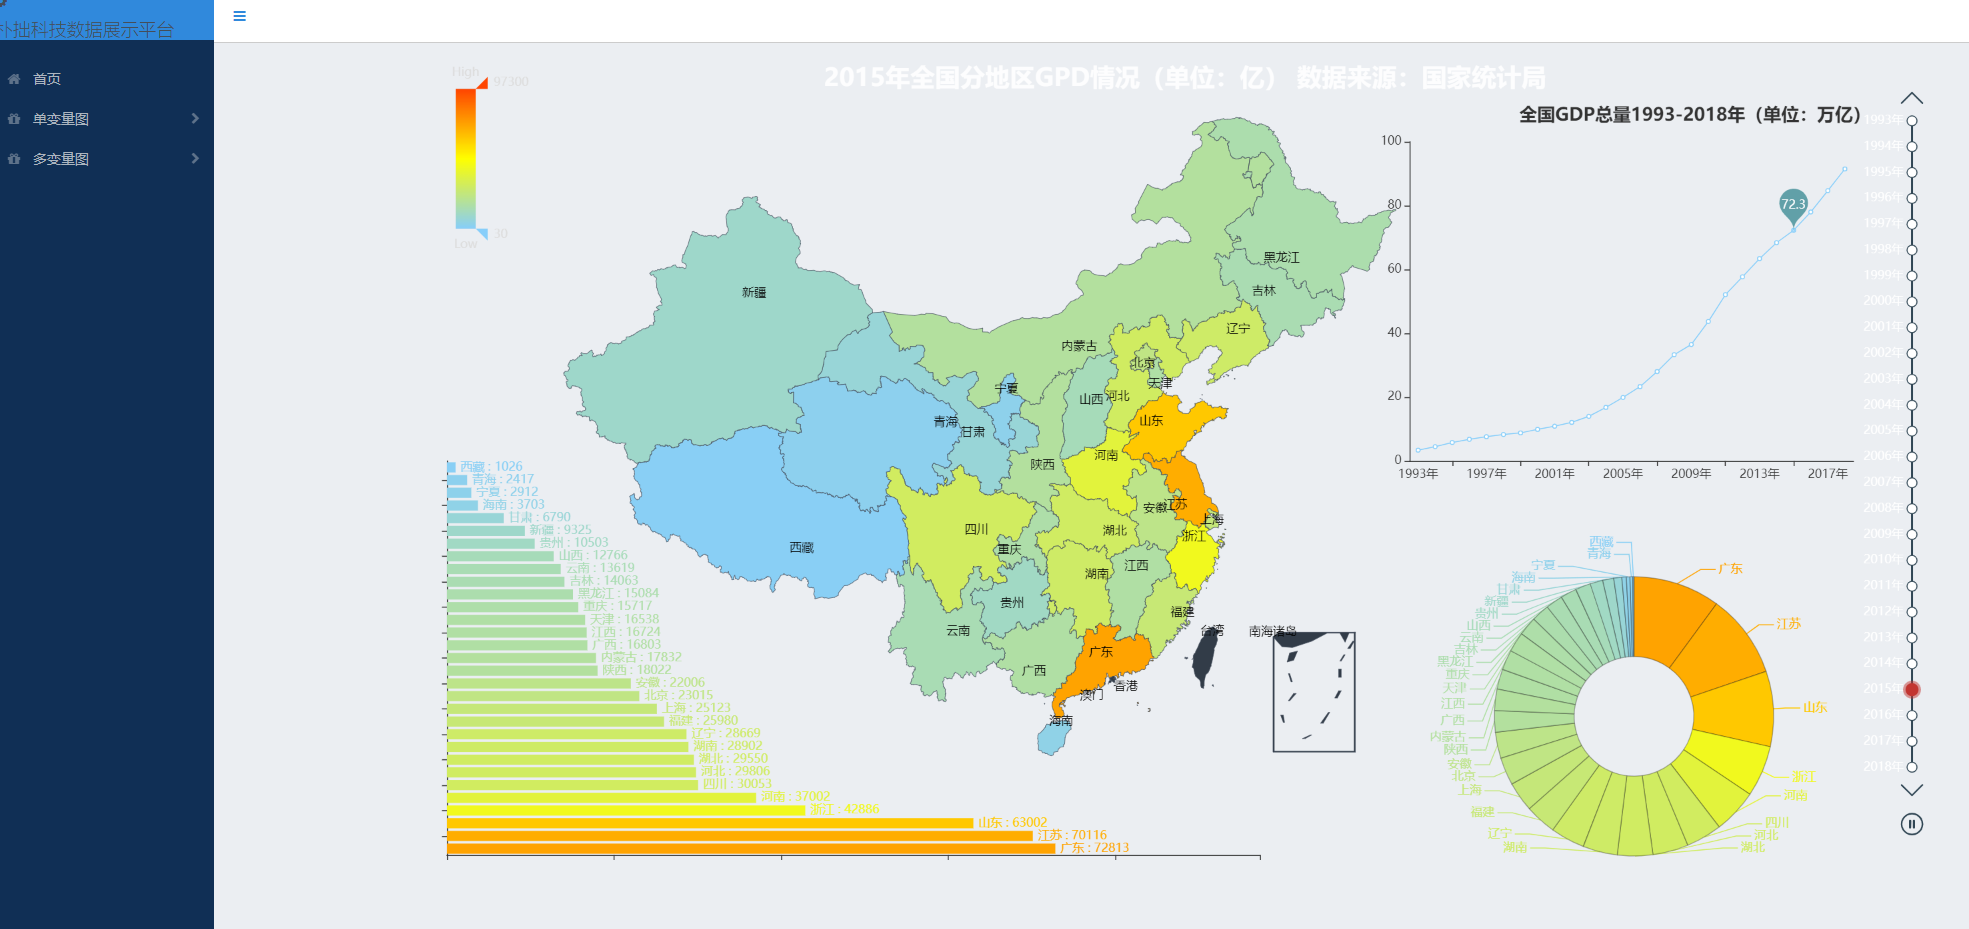 朴拙科技数据展示平台
首页
单变量图
多变量图
2015年全国分地区GPD情况（单位：亿） 数据来源：国家统计局
High
97300
30
Low
新疆
西藏
青海
甘肃
宁夏
内蒙古
黑龙江
吉林
辽宁
北京
天津
河北
山西
山东
河南
陕西
江苏
安徽
上海
浙江
湖北
四川
重庆
湖南
江西
贵州
福建
云南
台湾
南海诸岛
广东
广西
香港
澳门
海南
西藏 : 1026
青海 : 2417
宁夏 : 2912
海南 : 3703
甘肃 : 6790
新疆 : 9325
贵州 : 10503
山西 : 12766
云南 : 13619
吉林 : 14063
黑龙江 : 15084
重庆 : 15717
天津 : 16538
江西 : 16724
广西 : 16803
内蒙古 : 17832
陕西 : 18022
安徽 : 22006
北京 : 23015
上海 : 25123
福建 : 25980
辽宁 : 28669
湖南 : 28902
湖北 : 29550
河北 : 29806
四川 : 30053
河南 : 37002
浙江 : 42886
山东 : 63002
江苏 : 70116
广东 : 72813
全国GDP总量1993-2018年（单位：万亿）
100
80
60
40
20
0
72.3
1993年 1997年 2001年 2005年 2009年 2013年 2017年
西藏
青海
宁夏
海南
甘肃
新疆
贵州
山西
云南
吉林
黑龙江
重庆
天津
江西
广西
内蒙古
陕西
安徽
北京
上海
福建
辽宁
湖南
广东
江苏
山东
浙江
河南
四川
河北
湖北
1993年
1994年
1995年
1996年
1997年
1998年
1999年
2000年
2001年
2002年
2003年
2004年
2005年
2006年
2007年
2008年
2009年
2010年
2011年
2012年
2013年
2014年
2015年
2016年
2017年
2018年